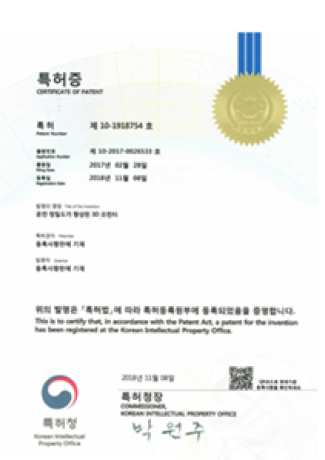 특허증
CERTIFICATE OF PATENT
특 허 제 10-1918754 호
Patent Number
출원번호 제 10-2017-0026533 호
Application Number
출원일 2017년 02월 28일
Filing Date
등록일 2018년 11월 08일
Registration Date
발명의 명칭 Title of the Invention
운전 정밀도가 향상된 3D 프린터
특허권자 Patentee
등록사항란에 기재
발명자 Inventor
등록사항란에 기재
위의 발명은 「특허법」에 따라 특허등록원부에 등록되었음을 증명합니다.
This is to certify that, in accordance with the Patent Act, a patent for the invention
has been registered at the Korean Intellectual Property Office.
2018년 11월 08일
특허청장
COMMISSIONER,
KOREAN INTELLECTUAL PROPERTY OFFICE
박원주
특허청
Korean Intellectual
Property Office